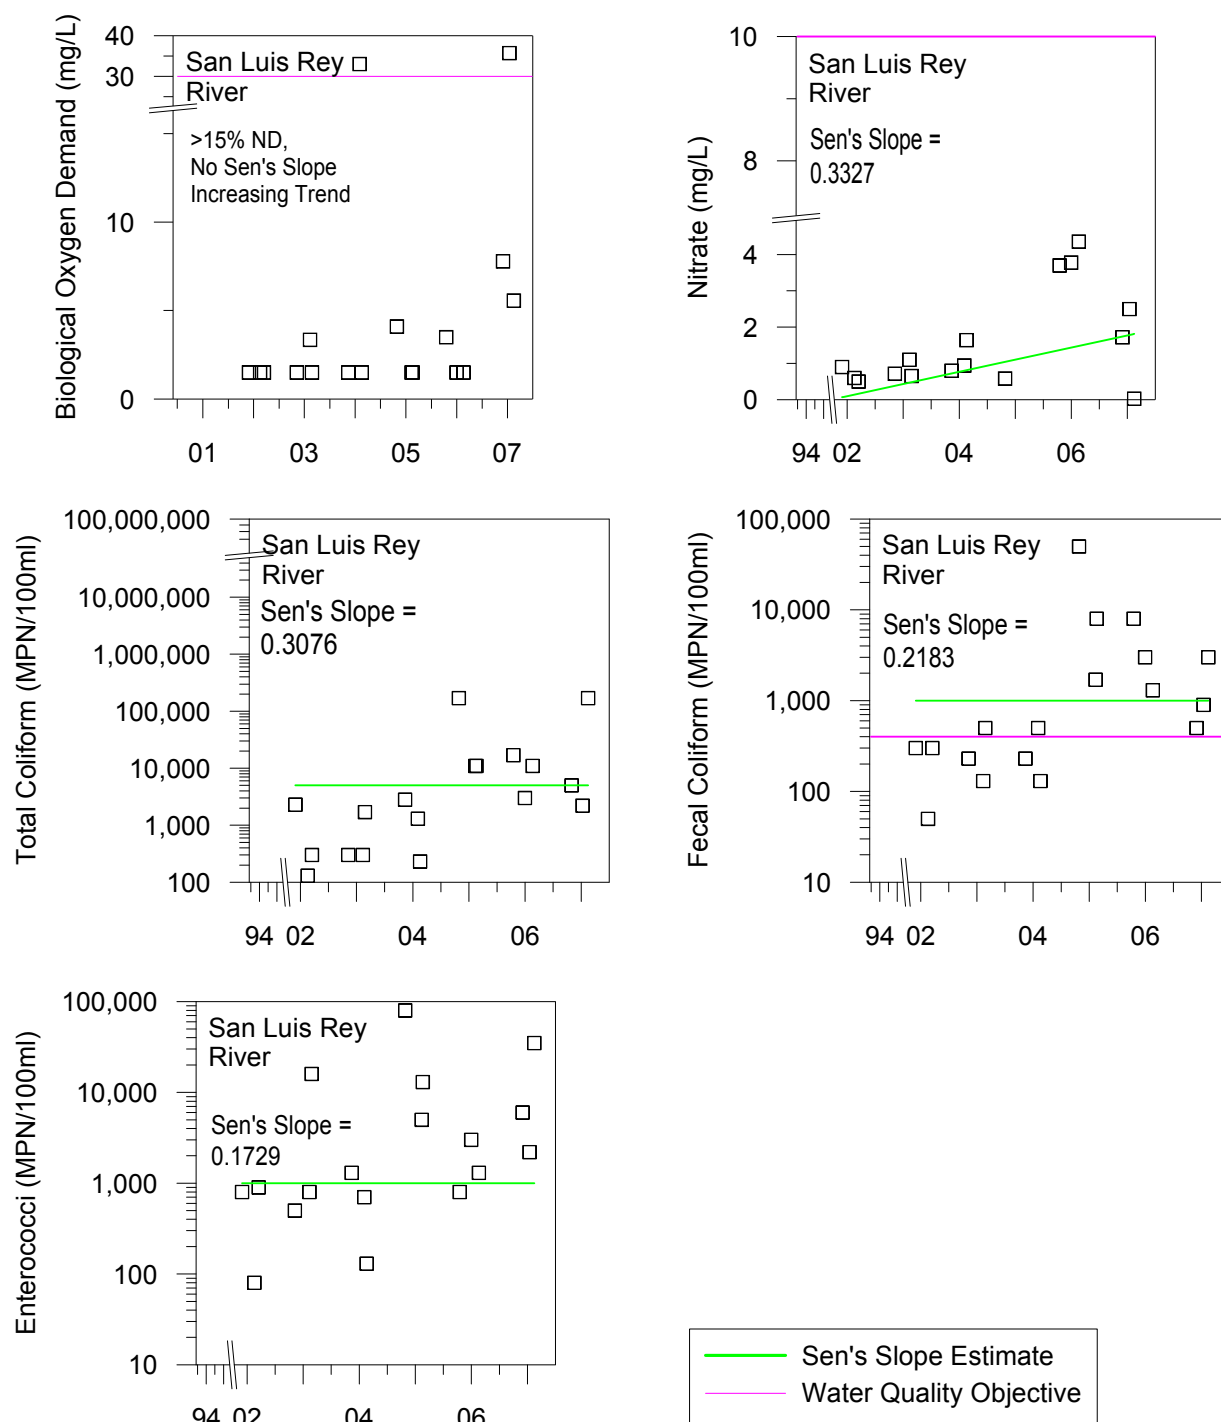 Biological Oxygen Demand (mg/L)
40
30
10
0
San Luis Rey
River
>15% ND,
No Sen's Slope
Increasing Trend
01 03 05 07
Nitrate (mg/L)
10
8
4
2
0
San Luis Rey
River
Sen's Slope =
0.3327
94 02 04 06
Total Coliform (MPN/100ml)
100,000,000
10,000,000
1,000,000
100,000
10,000
1,000
100
San Luis Rey
River
Sen's Slope =
0.3076
94 02 04 06
Fecal Coliform (MPN/100ml)
100,000
10,000
1,000
100
10
San Luis Rey
River
Sen's Slope =
0.2183
94 02 04 06
Enterococci (MPN/100ml)
100,000
10,000
1,000
100
10
San Luis Rey
River
Sen's Slope =
0.1729
94 02 04 06
Sen's Slope Estimate
Water Quality Objective